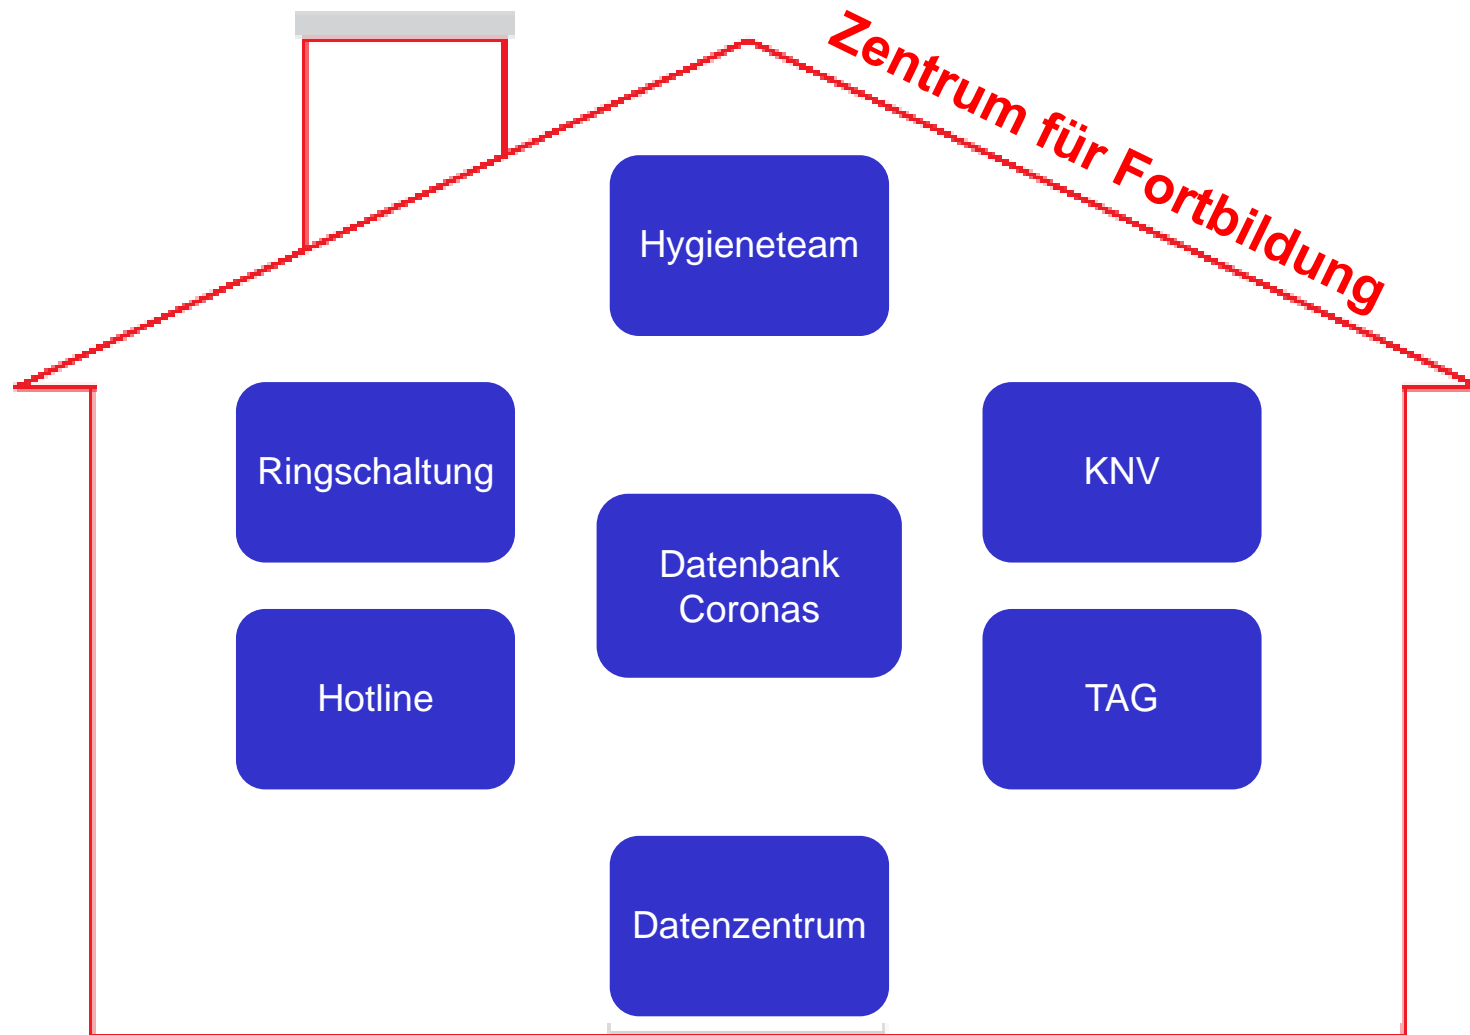 Zentrum für Fortbildung
Hygieneteam
Ringschaltung
KNV
Datenbank
Coronas
Hotline
TAG
Datenzentrum